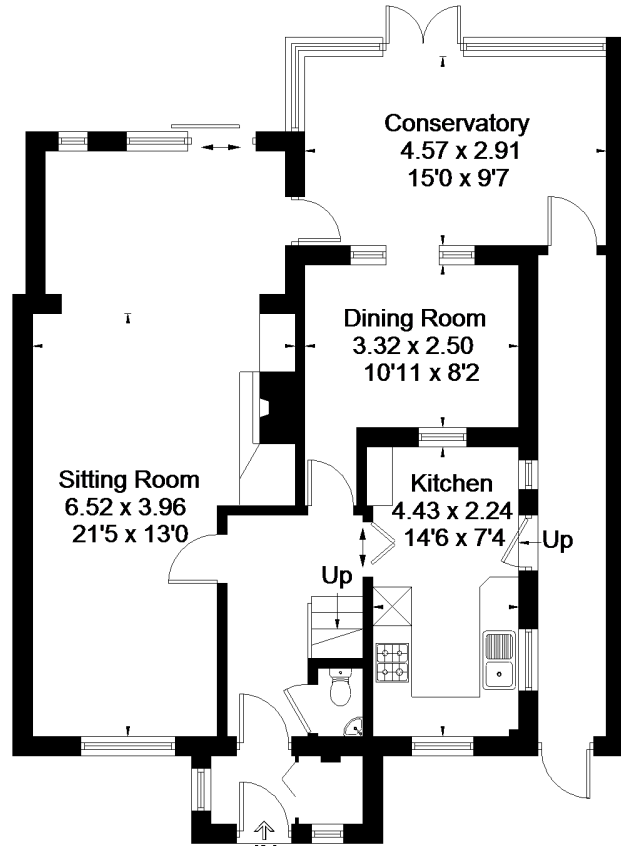 Conservatory
4.57 x 2.91
15'0 x 9'7
Dining Room
3.32 x 2.50
10'11 x 8'2
Sitting Room
6.52 x 3.96
21'5 x 13'0
Kitchen
4.43 x 2.24
14'6 x 7'4
Up
Up